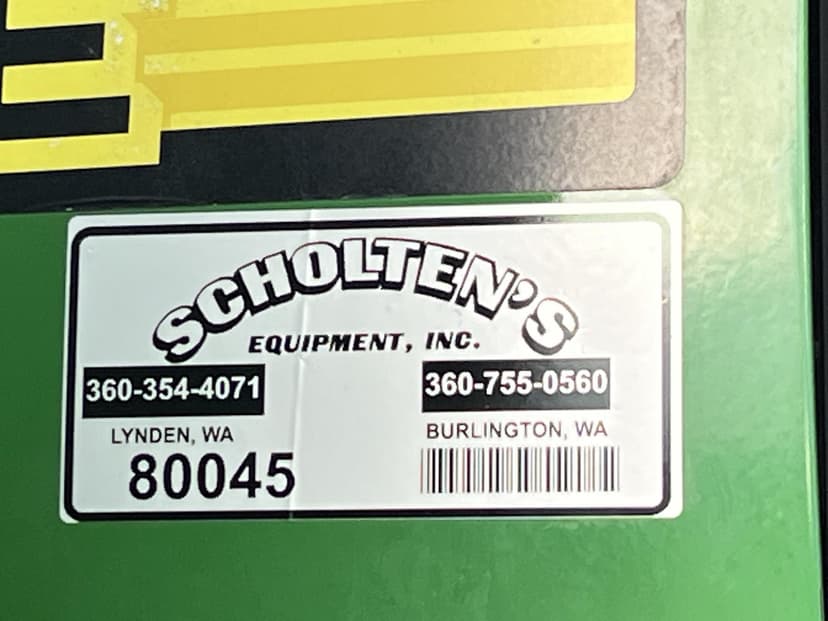 SCHOLTEN'S
EQUIPMENT, INC.
360-354-4071 360-755-0560
LYNDEN, WA BURLINGTON, WA
80045